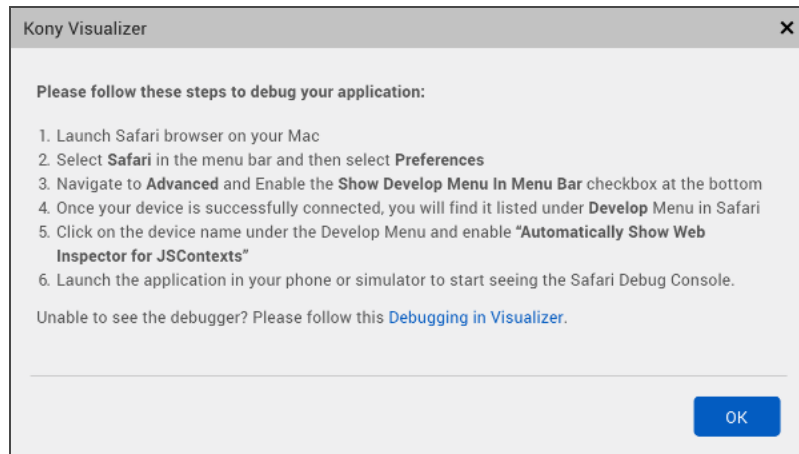 Kony Visualizer
Please follow these steps to debug your application:
1. Launch Safari browser on your Mac
2. Select Safari in the menu bar and then select Preferences
3. Navigate to Advanced and Enable the Show Develop Menu In Menu Bar checkbox at the bottom
4. Once your device is successfully connected, you will find it listed under Develop Menu in Safari
5. Click on the device name under the Develop Menu and enable “Automatically Show Web
Inspector for JSContexts”
6. Launch the application in your phone or simulator to start seeing the Safari Debug Console.
Unable to see the debugger? Please follow this Debugging in Visualizer.
OK